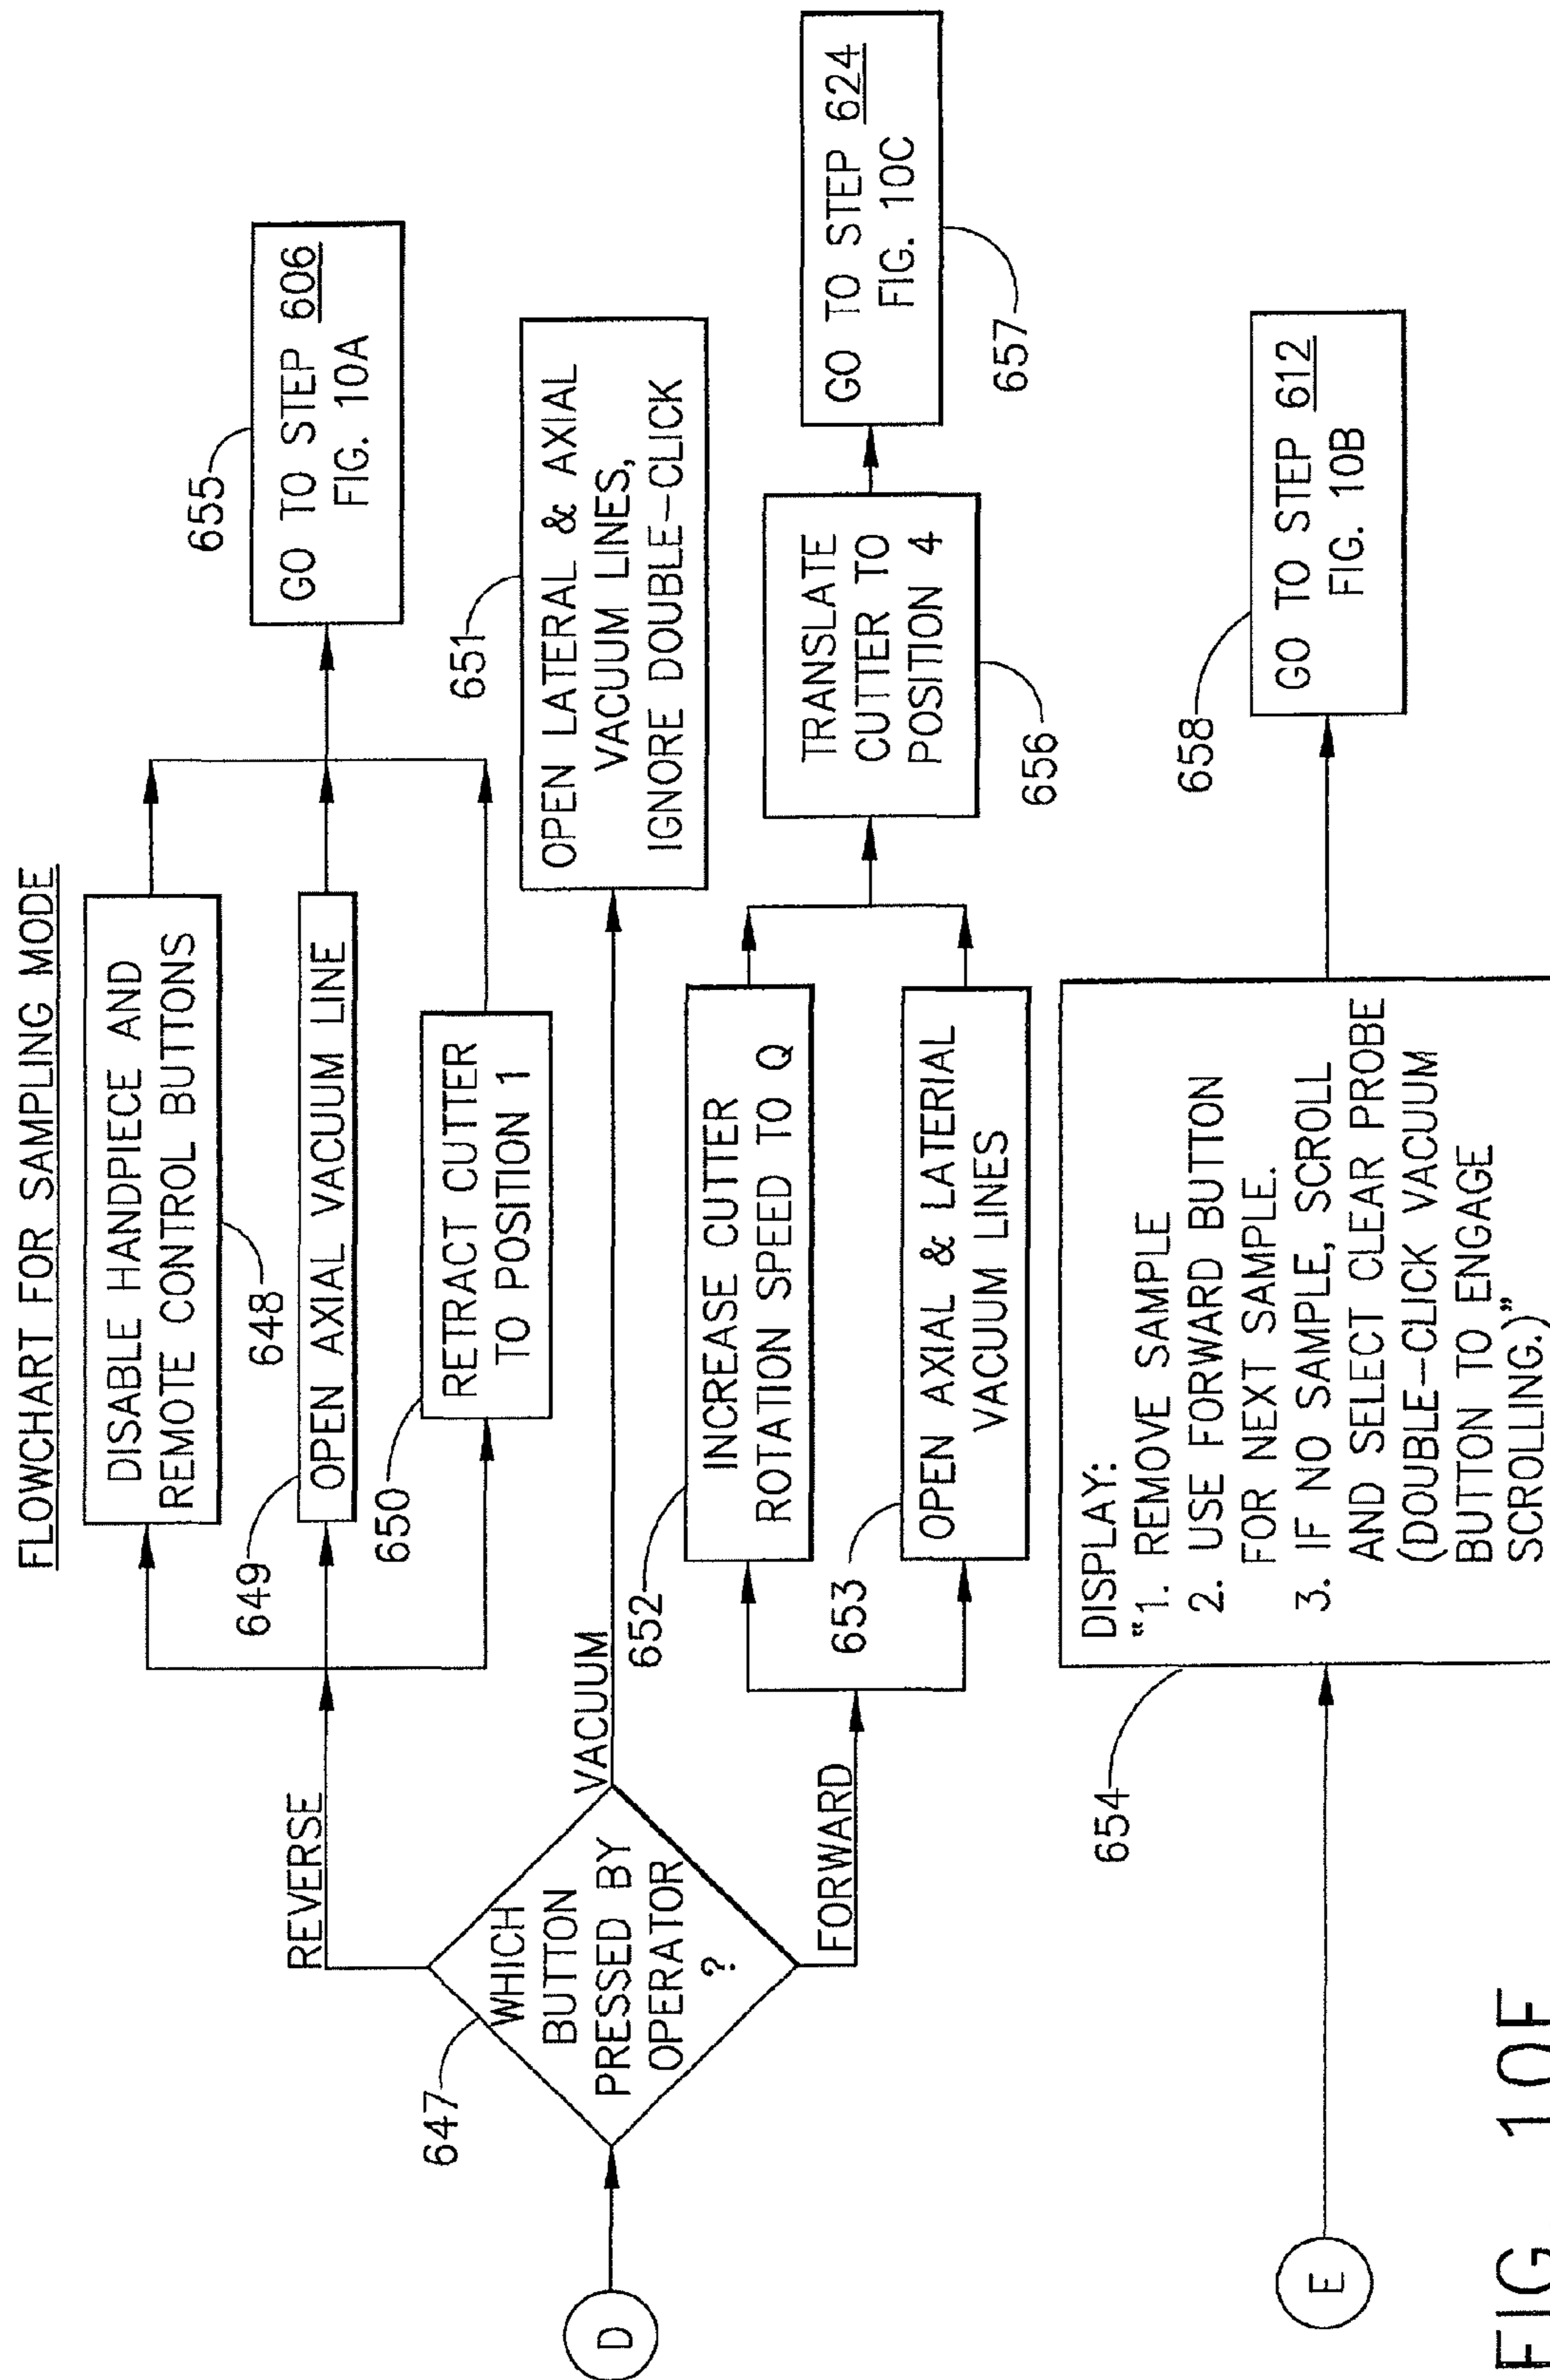 FLOWCHART FOR SAMPLING MODE
D
647
WHICH
BUTTON
PRESSED BY
OPERATOR
?
REVERSE
VACUUM
FORWARD
DISABLE HANDPIECE AND
REMOTE CONTROL BUTTONS
648
649
OPEN AXIAL VACUUM LINE
650
RETRACT CUTTER
TO POSITION 1
655
GO TO STEP 606
FIG. 10A
651
OPEN LATERAL & AXIAL
VACUUM LINES,
IGNORE DOUBLE-CLICK
652
INCREASE CUTTER
ROTATION SPEED TO Q
653
OPEN AXIAL & LATERIAL
VACUUM LINES
TRANSLATE
CUTTER TO
POSITION 4
656
GO TO STEP 624
FIG. 10C
657
E
654
DISPLAY:
"1. REMOVE SAMPLE
2. USE FORWARD BUTTON
FOR NEXT SAMPLE.
3. IF NO SAMPLE, SCROLL
AND SELECT CLEAR PROBE
(DOUBLE-CLICK VACUUM
BUTTON TO ENGAGE
SCROLLING.)"
658
GO TO STEP 612
FIG. 10B